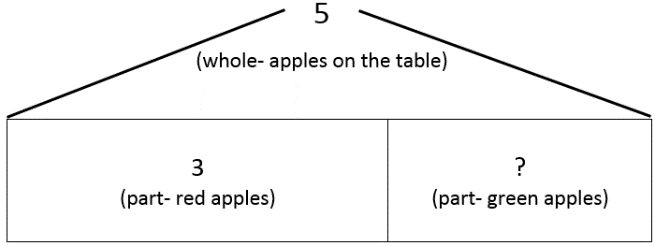 5
(whole- apples on the table)
3
(part- red apples)
?
(part- green apples)